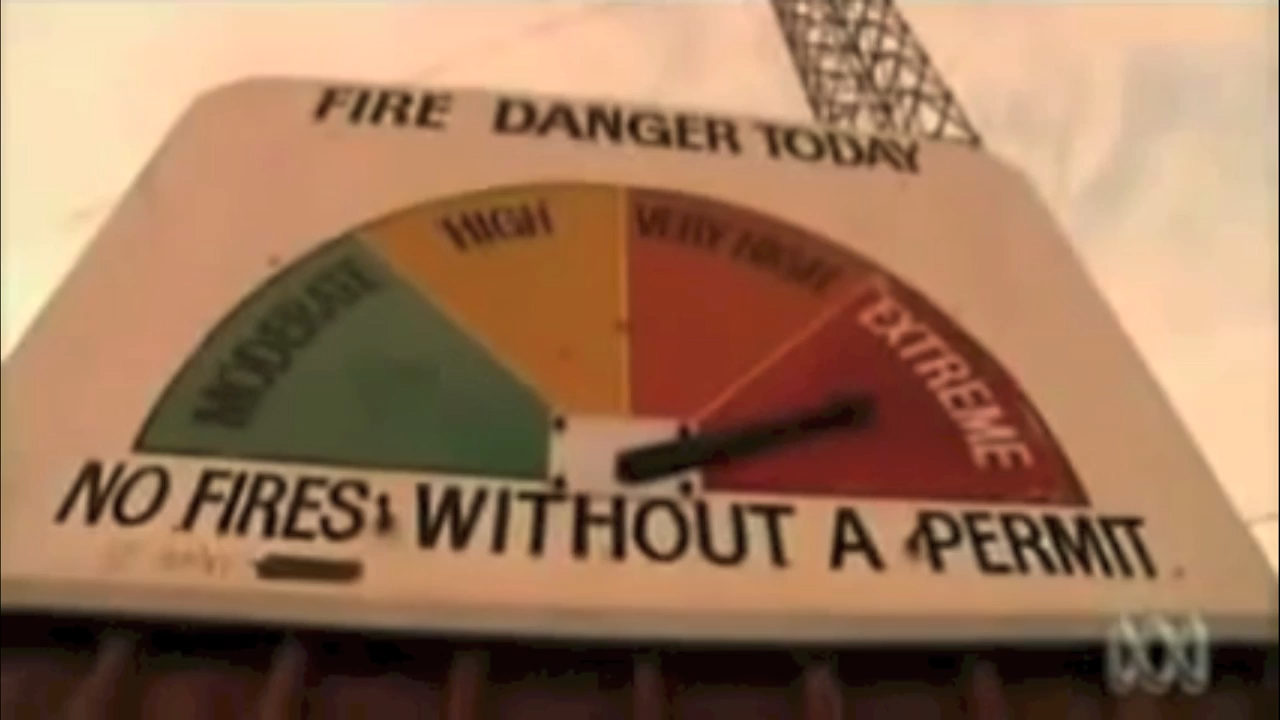 FIRE DANGER TODAY
MODERATE
HIGH
VERY HIGH
EXTREME
NO FIRES WITHOUT A PERMIT